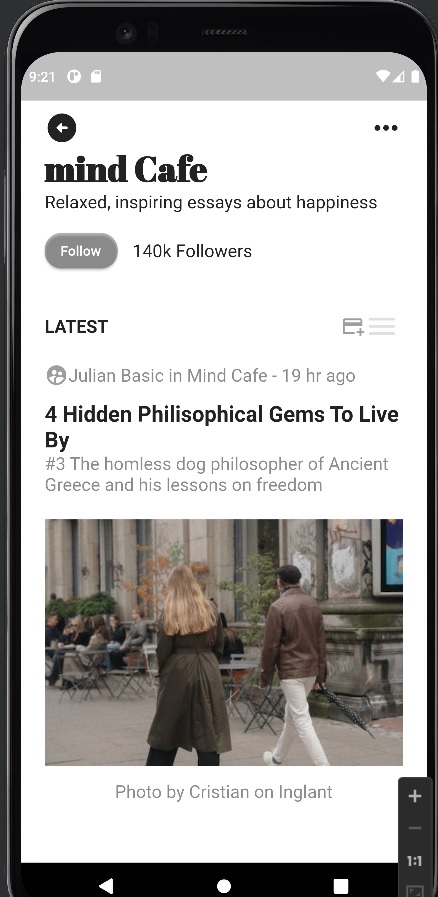 9:21
mind Cafe
Relaxed, inspiring essays about happiness
Follow
140k Followers
LATEST
Julian Basic in Mind Cafe - 19 hr ago
4 Hidden Philisophical Gems To Live
By
#3 The homless dog philosopher of Ancient
Greece and his lessons on freedom
Photo by Cristian on Inglant
1:1